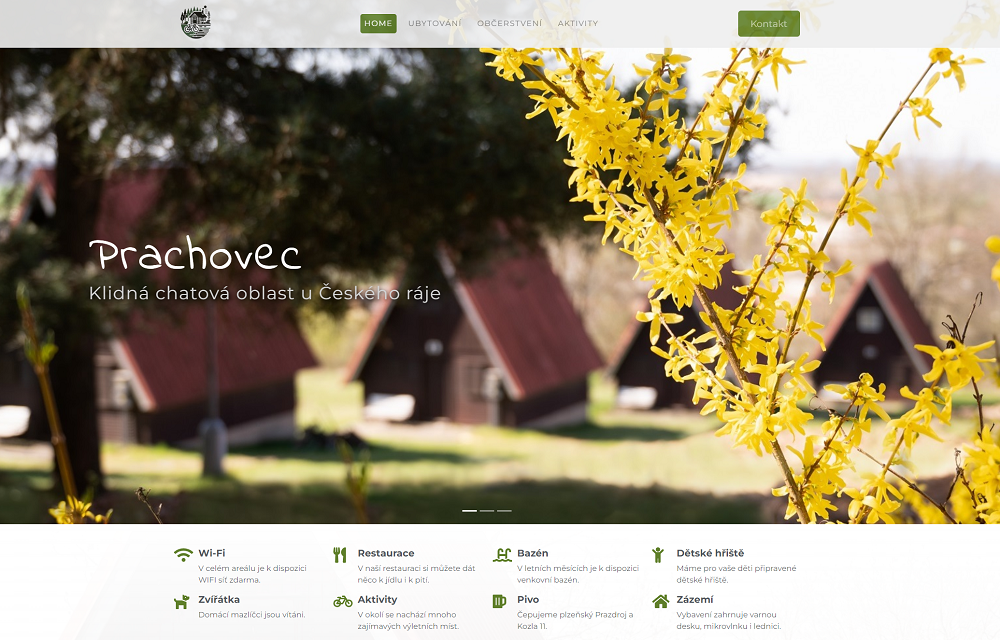 HOME UBYTOVÁNÍ OBČERSTVENÍ AKTIVITY Kontakt
Prachovec
Klidná chatová oblast u Českého ráje
Wi-Fi
V celém areálu je k dispozici
WIFI síť zdarma.
Restaurace
V naší restauraci si můžete dát
něco k jídlu i k pití.
Bazén
V letních měsících je k dispozici
venkovní bazén.
Dětské hřiště
Máme pro vaše děti připravené
dětské hřiště.
Zvířátka
Domácí mazlíčci jsou vítáni.
Aktivity
V okolí se nachází mnoho
zajímavých výletních míst.
Pivo
Čepujeme plzeňský Prazdroj a
Kozla 11.
Zázemí
Vybavení zahrnuje varnou
desku, mikrovlnku i lednici.